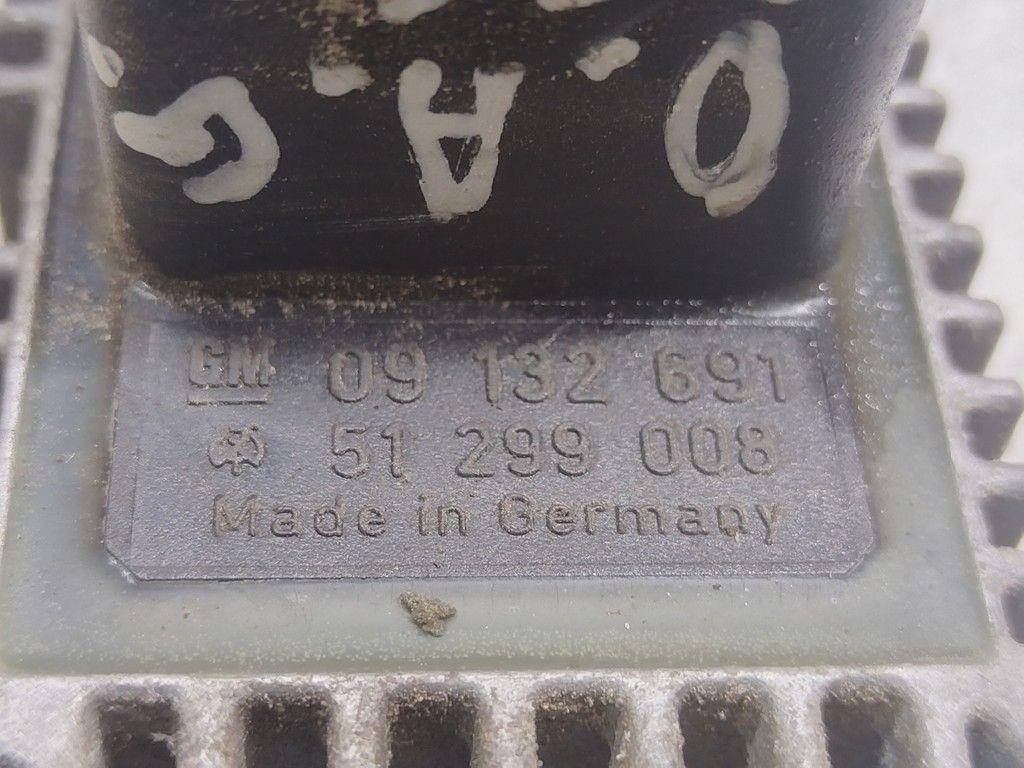 O.A.G.
GM 09 132 691
51 299 008
Made in Germany